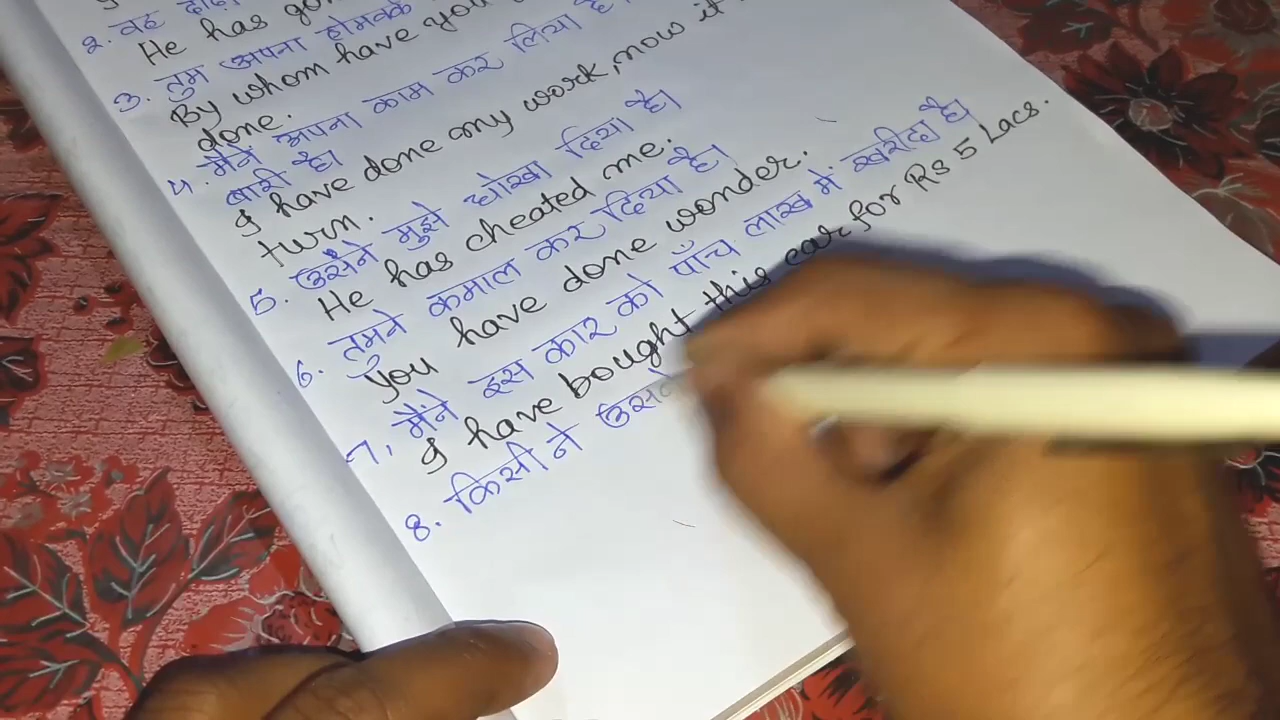 2. वह
He has gon
3. तुम अपना होमवर्क
By whom have you
done.
4. मैंने अपना काम कर लिया है
बारी है।
I have done my work, now it
turn.
5. उसने मुझे धोखा दिया है।
He has cheated me.
6. तुमने कमाल कर दिया है।
You have done wonder.
7. मैंने इस कार को पाँच लाख में खरीदा है।
I have bought this car for Rs 5 Lacs.
8. किसी ने उस